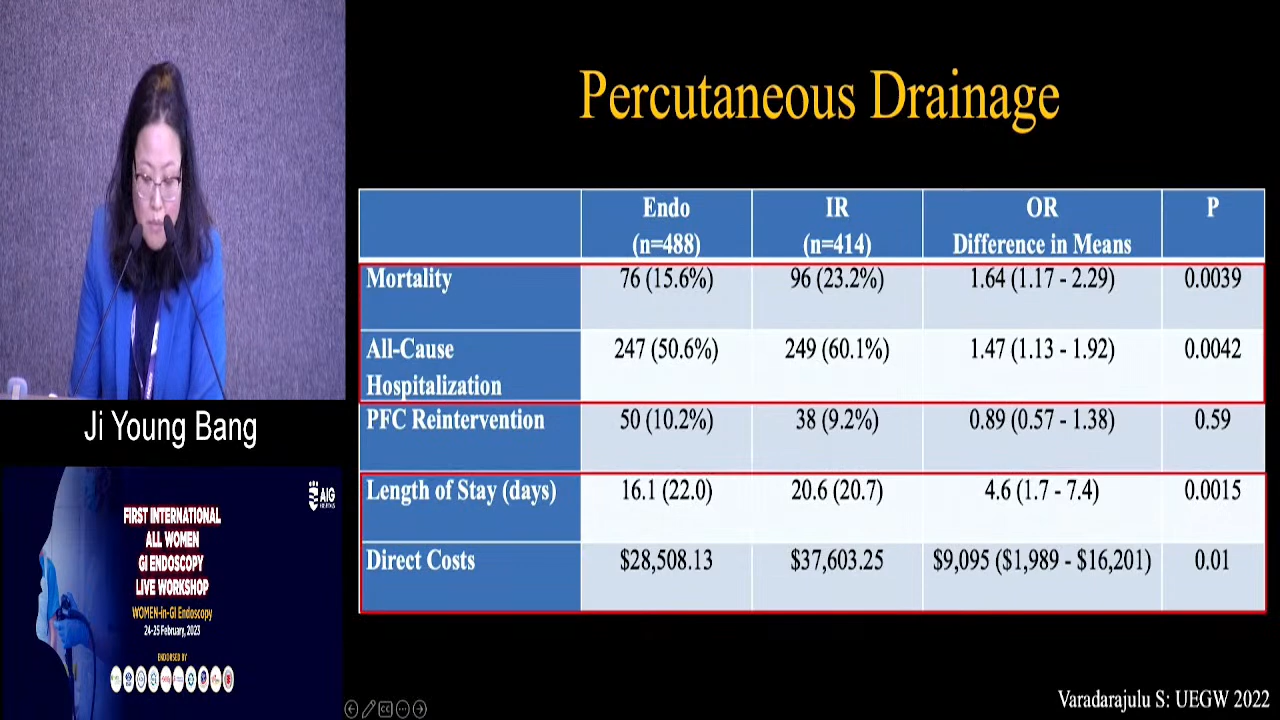 Percutaneous Drainage
Endo
(n=488)
IR
(n=414)
OR
Difference in Means
P
Mortality
76 (15.6%)
96 (23.2%)
1.64 (1.17 - 2.29)
0.0039
All-Cause
Hospitalization
247 (50.6%)
249 (60.1%)
1.47 (1.13 - 1.92)
0.0042
PFC Reintervention
50 (10.2%)
38 (9.2%)
0.89 (0.57 - 1.38)
0.59
Length of Stay (days)
16.1 (22.0)
20.6 (20.7)
4.6 (1.7 - 7.4)
0.0015
Direct Costs
$28,508.13
$37,603.25
$9,095 ($1,989 - $16,201)
0.01
Varadarajulu S: UEGW 2022
Ji Young Bang
AIG
HOSPITALS
FIRST INTERNATIONAL
ALL WOMEN
GI ENDOSCOPY
LIVE WORKSHOP
WOMEN-in-GI Endoscopy
24-25 February, 2023
ENDORSED BY